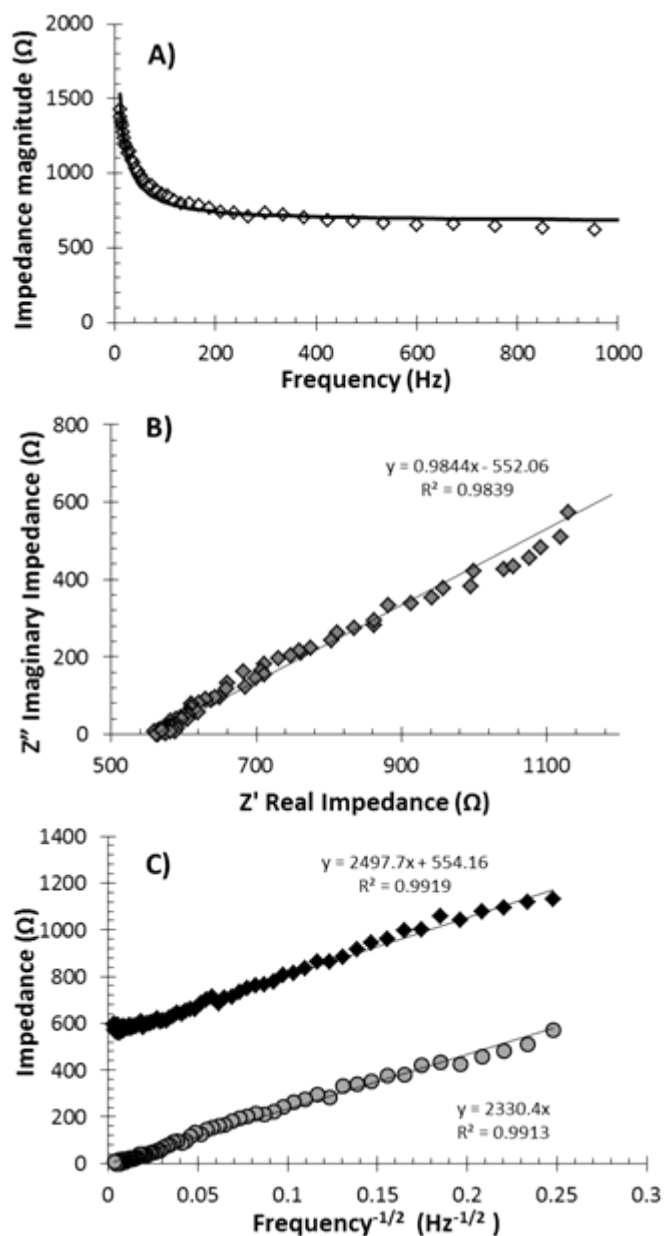 A)
Impedance magnitude (Ω)
2000
1500
1000
500
0
0 200 400 600 800 1000
Frequency (Hz)
B)
Z″ Imaginary Impedance (Ω)
800
600
400
200
0
y = 0.9844x - 552.06
R² = 0.9839
500 700 900 1100
Z' Real Impedance (Ω)
C)
Impedance (Ω)
1400
1200
1000
800
600
400
200
0
y = 2497.7x + 554.16
R² = 0.9919
y = 2330.4x
R² = 0.9913
0 0.05 0.1 0.15 0.2 0.25 0.3
Frequency⁻¹/² (Hz⁻¹/²)